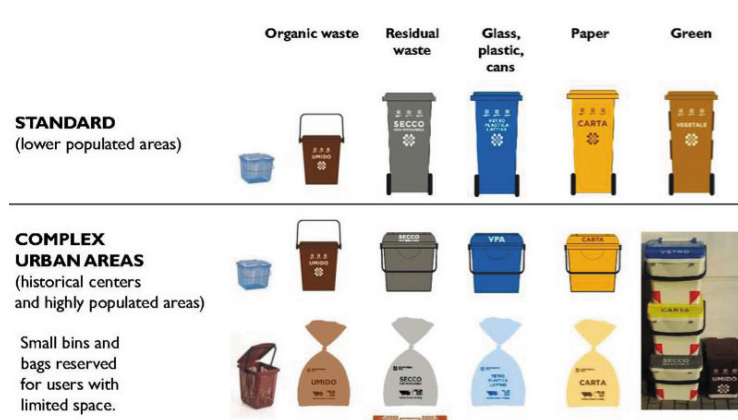 Organic waste
Residual
waste
Glass,
plastic,
cans
Paper
Green
STANDARD
(lower populated areas)
UMIDO
SECCO
VETRO
PLASTICA
LATTINE
CARTA
VEGETALE
COMPLEX
URBAN AREAS
(historical centers
and highly populated areas)
UMIDO
SECCO
VPA
CARTA
VETRO
CARTA
SECCO
UMIDO
Small bins and
bags reserved
for users with
limited space.
UMIDO
SECCO
VETRO
PLASTICA
LATTINE
CARTA